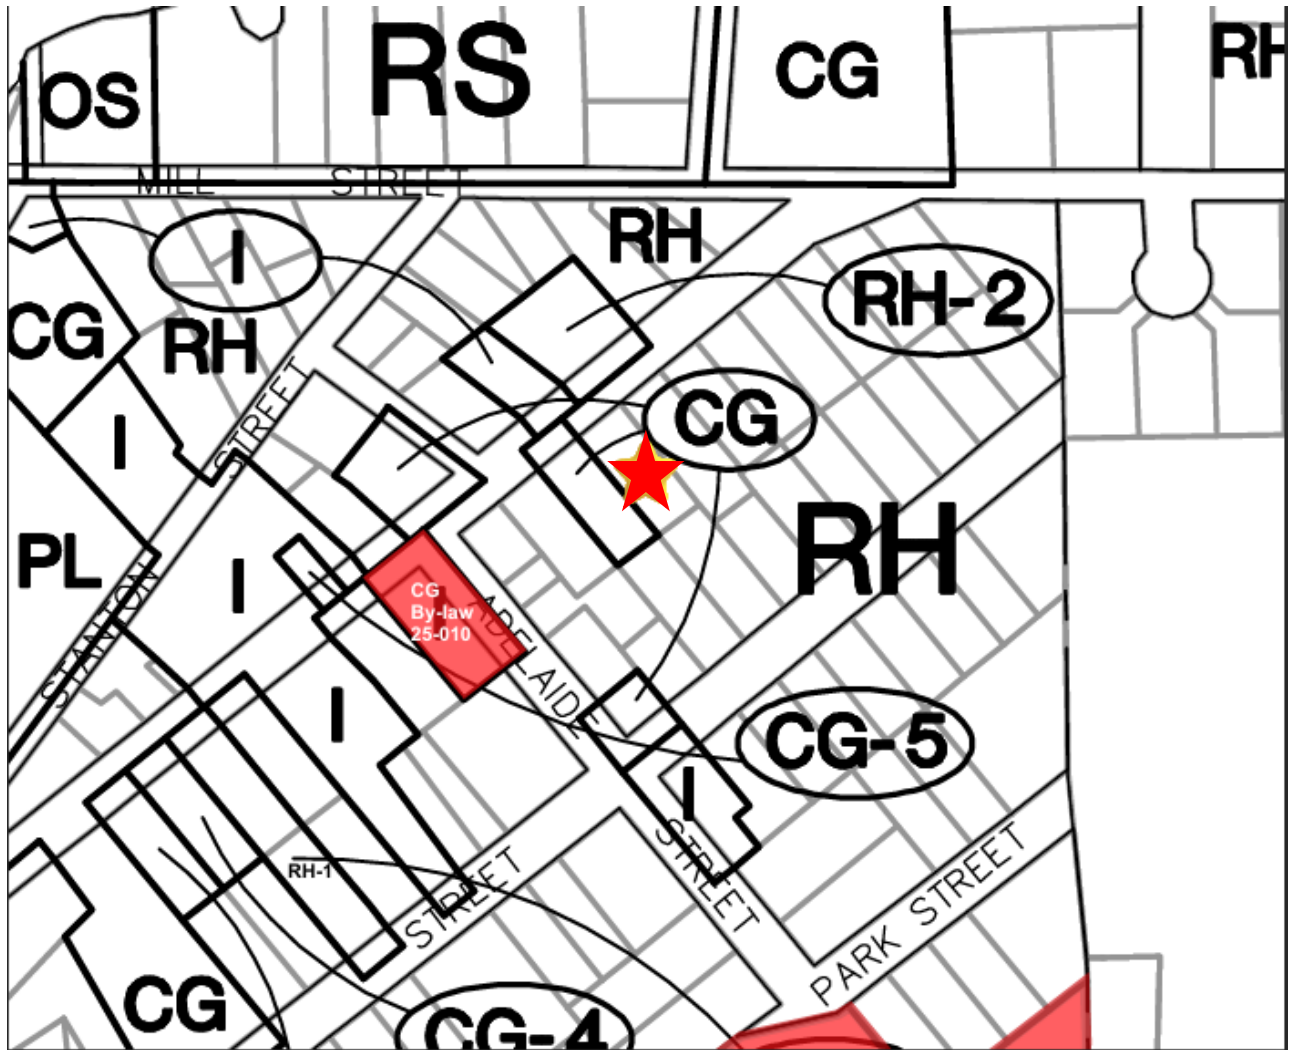 RS
CG
RH
OS
MILL STREET
RH
I
RH-2
CG
RH
CG
STREET
I
RH
PL
I
CG
By-law
25-010
ADELAIDE
STANTON
I
CG-5
I
STREET
PARK STREET
RH-1
STREET
CG
CG-4